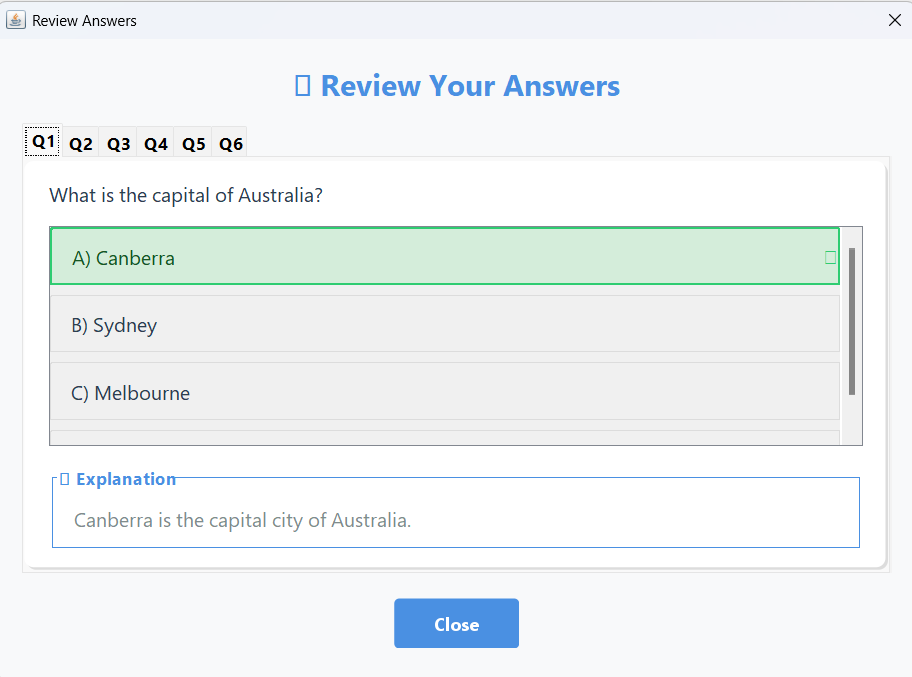 Review Answers
Review Your Answers
Q1 Q2 Q3 Q4 Q5 Q6
What is the capital of Australia?
A) Canberra
B) Sydney
C) Melbourne
Explanation
Canberra is the capital city of Australia.
Close